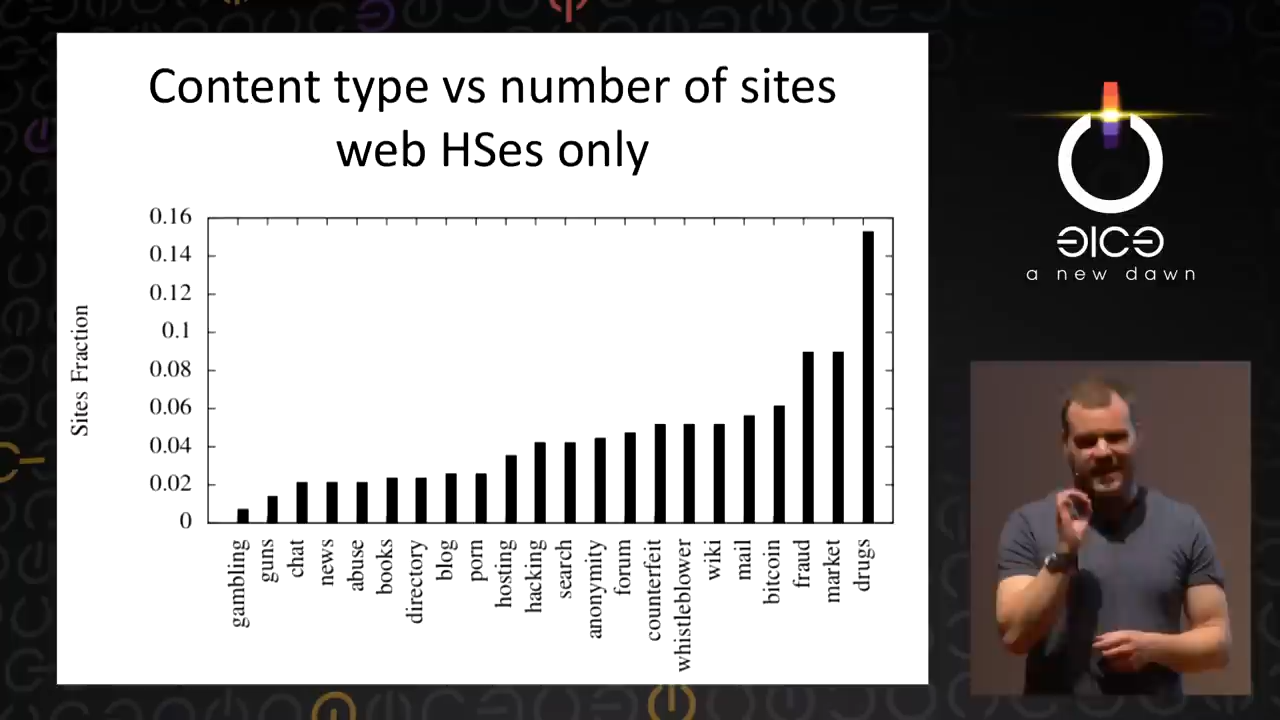 Content type vs number of sites
web HSes only
0.16
0.14
0.12
0.1
0.08
0.06
0.04
0.02
0
Sites Fraction
gambling
guns
chat
news
abuse
books
directory
blog
porn
hosting
hacking
search
anonymity
forum
counterfeit
whistleblower
wiki
mail
bitcoin
fraud
market
drugs
a new dawn